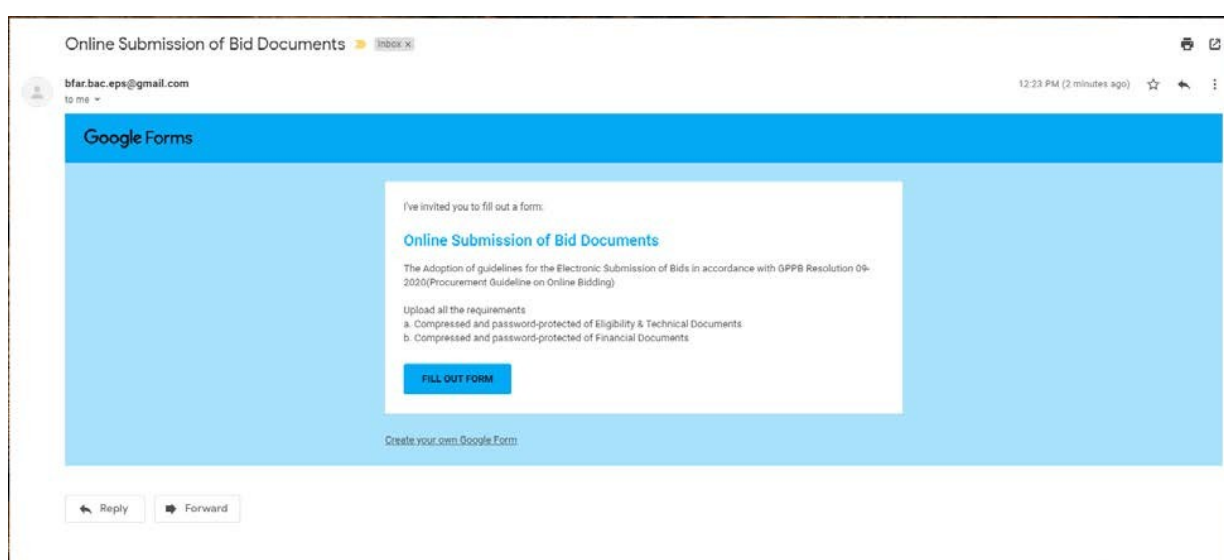 Online Submission of Bid Documents Inbox x
bfar.bac.eps@gmail.com 12:23 PM (2 minutes ago)
to me
Google Forms
I've invited you to fill out a form:
Online Submission of Bid Documents
The Adoption of guidelines for the Electronic Submission of Bids in accordance with GPPB Resolution 09-
2020(Procurement Guideline on Online Bidding)
Upload all the requirements
a. Compressed and password-protected of Eligibility & Technical Documents
b. Compressed and password-protected of Financial Documents
FILL OUT FORM
Create your own Google Form
Reply Forward